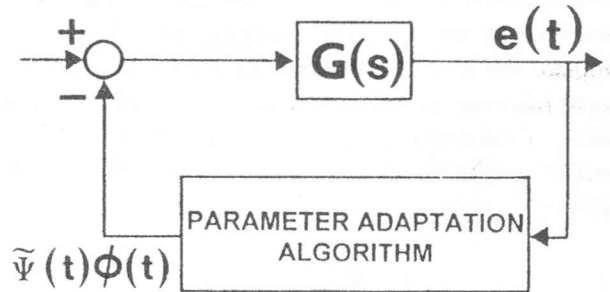 +
G(s)
e(t)
−
PARAMETER ADAPTATION
ALGORITHM
Ψ̃(t)ϕ(t)